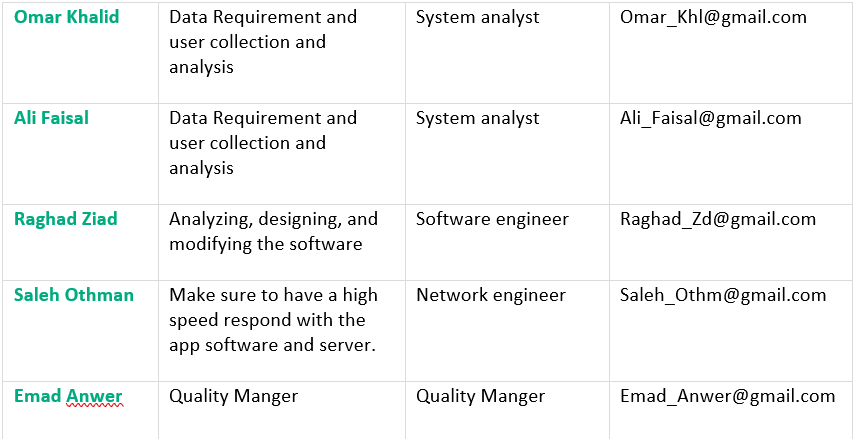 Omar Khalid Data Requirement and System analyst Omar_Khl@gmail.com
user collection and
analysis
Ali Faisal Data Requirement and System analyst Ali_Faisal@gmail.com
user collection and
analysis
Raghad Ziad Analyzing, designing, and Software engineer Raghad_Zd@gmail.com
modifying the software
Saleh Othman Make sure to have a high Network engineer Saleh_Othm@gmail.com
speed respond with the
app software and server.
Emad Anwer Quality Manger Quality Manger Emad_Anwer@gmail.com